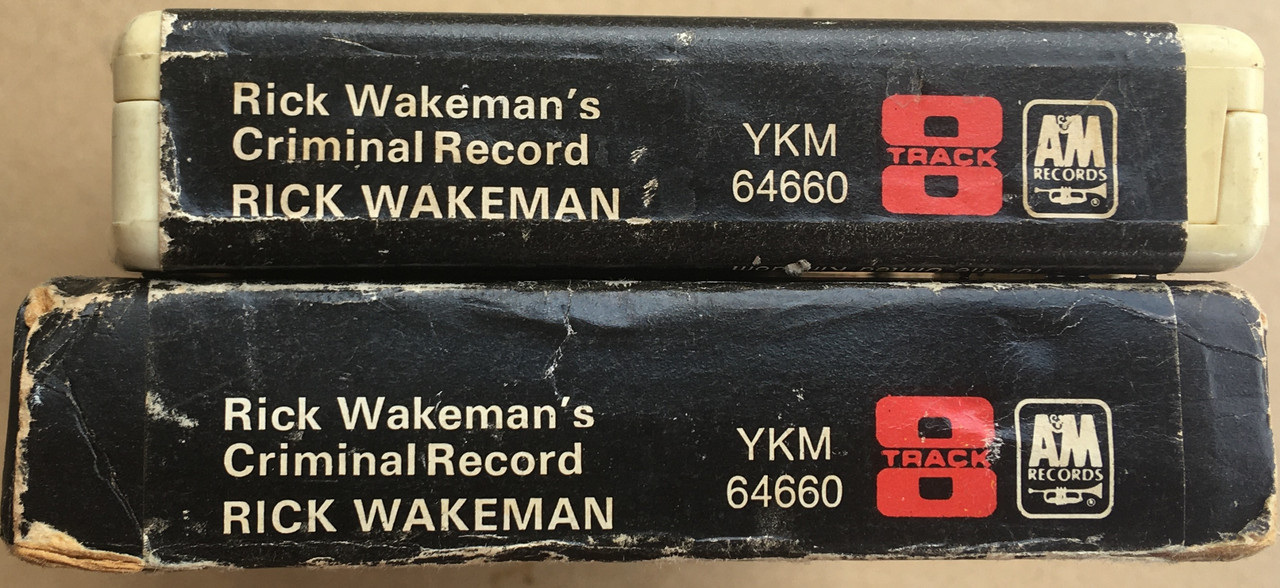 Rick Wakeman's
Criminal Record
RICK WAKEMAN
YKM
64660
8
TRACK
A&M
RECORDS
®
Rick Wakeman's
Criminal Record
RICK WAKEMAN
YKM
64660
8
TRACK
A&M
RECORDS
®